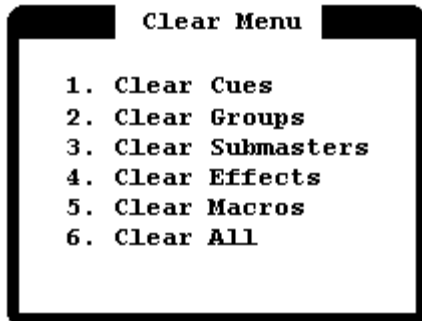 Clear Menu
1. Clear Cues
2. Clear Groups
3. Clear Submasters
4. Clear Effects
5. Clear Macros
6. Clear All